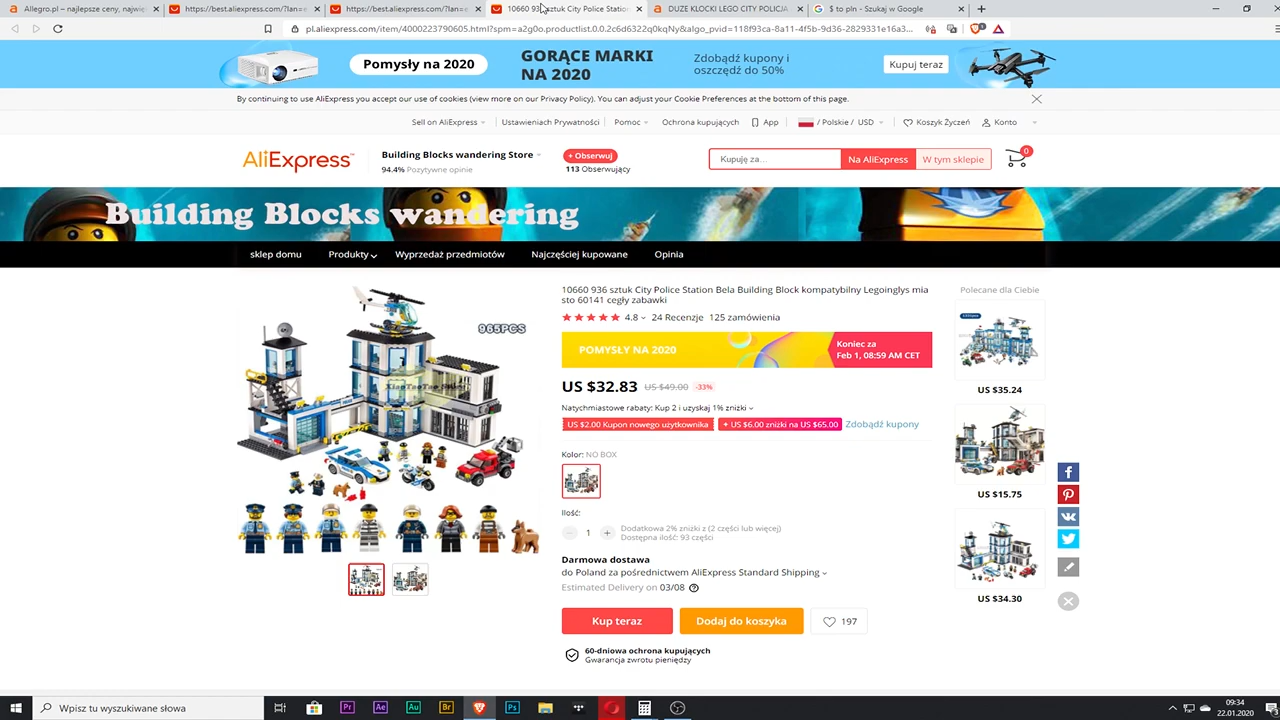 Allegro.pl – najlepsze ceny, najwię
https://best.aliexpress.com/?lan=e
https://best.aliexpress.com/?lan=e
10660 936 sztuk City Police Station
DUŻE KLOCKI LEGO CITY POLICJA
$ to pln - Szukaj w Google
pl.aliexpress.com/item/4000223790605.html?spm=a2g0o.productlist.0.0.2c6d6322q0kqNy&algo_pvid=118f93ca-8a11-4f5b-9d36-2829331e16a3...
Pomysły na 2020
GORĄCE MARKI
NA 2020
Zdobądź kupony i
oszczędź do 50%
Kupuj teraz
By continuing to use AliExpress you accept our use of cookies (view more on our Privacy Policy). You can adjust your Cookie Preferences at the bottom of this page.
Sell on AliExpress
Ustawieniach Prywatności
Pomoc
Ochrona kupujących
App
/ Polskie / USD
Koszyk Życzeń
Konto
AliExpress
Building Blocks wandering Store
94.4% Pozytywne opinie
+ Obserwuj
113 Obserwujący
Kupuję za...
Na AliExpress
W tym sklepie
0
Building Blocks wandering
sklep domu
Produkty
Wyprzedaż przedmiotów
Najczęściej kupowane
Opinia
965PCS
10660 936 sztuk City Police Station Bela Building Block kompatybilny Legoinglys mia
sto 60141 cegły zabawki
4.8
24 Recenzje
125 zamówienia
POMYSŁY NA 2020
Koniec za
Feb 1, 08:59 AM CET
US $32.83
US $49.00
-33%
Natychmiastowe rabaty: Kup 2 i uzyskaj 1% zniżki
US $2.00 Kupon nowego użytkownika
+ US $6.00 zniżki na US $65.00
Zdobądź kupony
Kolor: NO BOX
Ilość:
1
Dodatkowa 2% zniżki z (2 części lub więcej)
Dostępna ilość: 93 części
Darmowa dostawa
do Poland za pośrednictwem AliExpress Standard Shipping
Estimated Delivery on 03/08
Kup teraz
Dodaj do koszyka
197
60-dniowa ochrona kupujących
Gwarancja zwrotu pieniędzy
Polecane dla Ciebie
US $35.24
US $15.75
US $34.30
Wpisz tu wyszukiwane słowa
Pr
Ae
Au
Br
Ps
09:34
22.01.2020